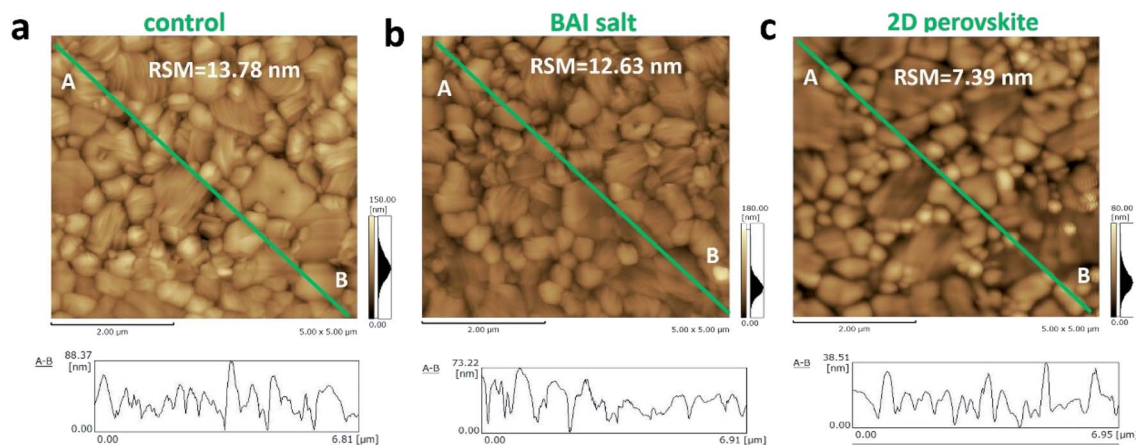 a
control
A
RSM=13.78 nm
B
150.00
[nm]
0.00
2.00 µm
5.00 x 5.00 µm
A-B
88.37
[nm]
0.00
0.00
6.81 [µm]
b
BAI salt
A
RSM=12.63 nm
B
180.00
[nm]
0.00
2.00 µm
5.00 x 5.00 µm
A-B
73.22
[nm]
0.00
0.00
6.91 [µm]
c
2D perovskite
A
RSM=7.39 nm
B
80.00
[nm]
0.00
2.00 µm
5.00 x 5.00 µm
A-B
38.51
[nm]
0.00
0.00
6.95 [µm]